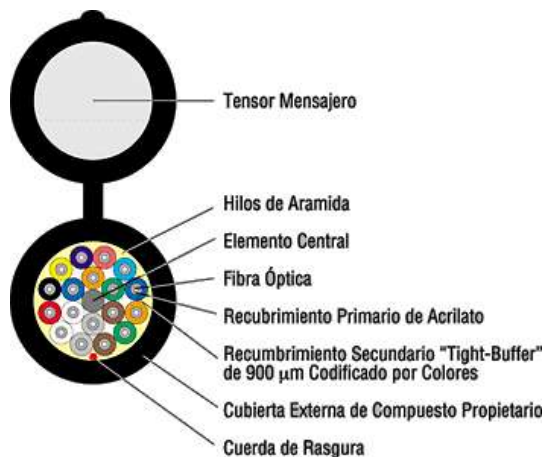 Tensor Mensajero
Hilos de Aramida
Elemento Central
Fibra Óptica
Recubrimiento Primario de Acrilato
Recumbrimiento Secundario "Tight-Buffer"
de 900 µm Codificado por Colores
Cubierta Externa de Compuesto Propietario
Cuerda de Rasgura